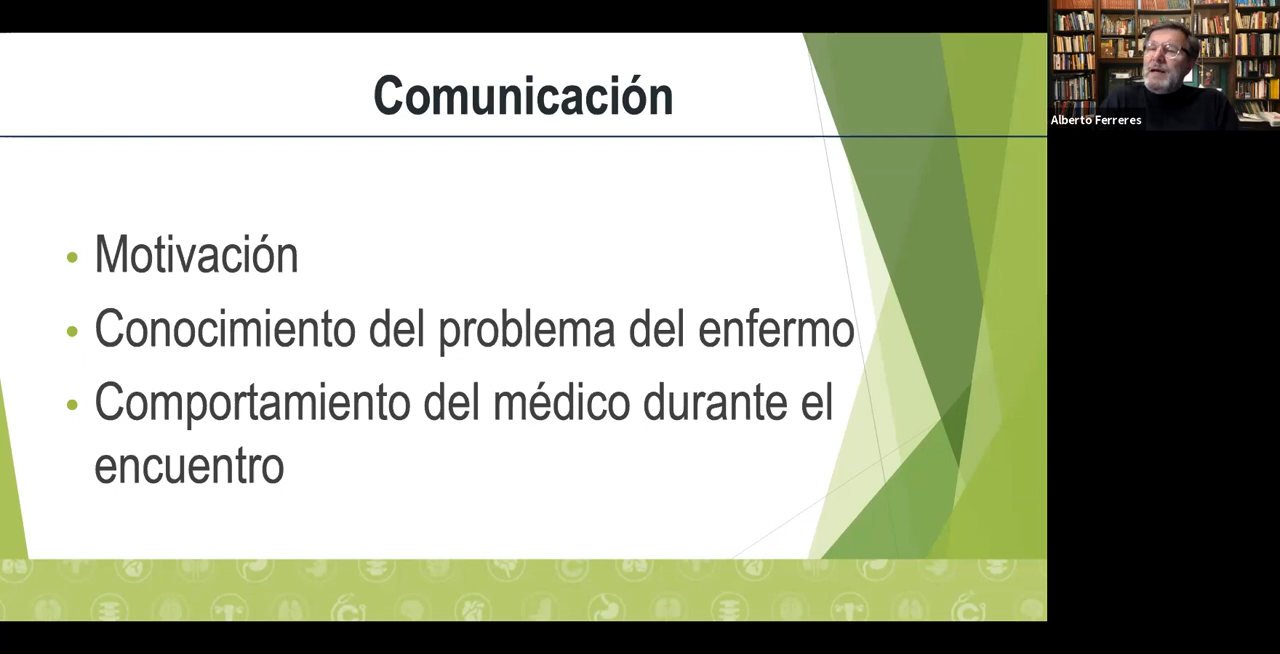 Comunicación
Alberto Ferreres
• Motivación
• Conocimiento del problema del enfermo
• Comportamiento del médico durante el
encuentro